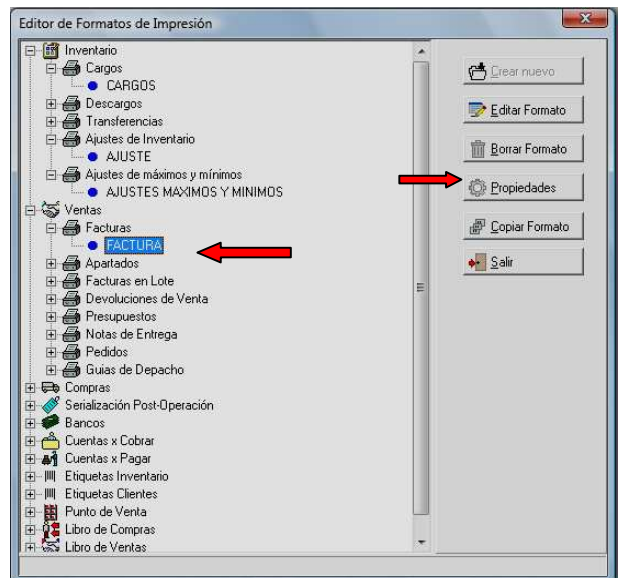 Editor de Formatos de Impresión
Inventario
Cargos
CARGOS
Descargos
Transferencias
Ajustes de Inventario
AJUSTE
Ajustes de máximos y mínimos
AJUSTES MAXIMOS Y MINIMOS
Ventas
Facturas
FACTURA
Apartados
Facturas en Lote
Devoluciones de Venta
Presupuestos
Notas de Entrega
Pedidos
Guias de Depacho
Compras
Serialización Post-Operación
Bancos
Cuentas x Cobrar
Cuentas x Pagar
Etiquetas Inventario
Etiquetas Clientes
Punto de Venta
Libro de Compras
Libro de Ventas
Crear nuevo
Editar Formato
Borrar Formato
Propiedades
Copiar Formato
Salir